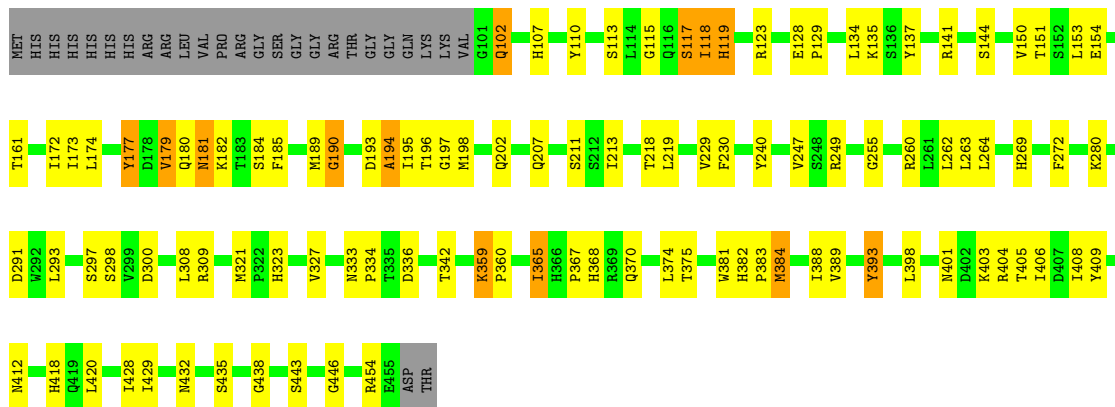 MET HIS HIS HIS HIS HIS HIS ARG ARG LEU VAL PRO ARG GLY SER GLY GLY ARG THR GLY GLY GLN LYS LYS VAL G101 Q102 H107 Y110 S113 L114 G115 Q116 S117 I118 H119 R123 E128 P129 L134 K135 S136 Y137 R141 S144 V150 T151 S152 L153 E154
T161 I172 I173 L174 Y177 D178 V179 Q180 N181 K182 T183 S184 F185 M189 G190 D193 A194 I195 T196 G197 M198 Q202 Q207 S211 S212 I213 T218 L219 V229 F230 Y240 V247 S248 R249 G255 R260 L261 L262 L263 L264 H269 F272 K280
D291 W292 L293 S297 S298 V299 D300 L308 R309 M321 P322 H323 V327 N333 P334 T335 D336 T342 K359 P360 I365 H366 P367 H368 R369 Q370 L374 T375 W381 H382 P383 M384 I388 V389 Y393 L398 N401 D402 K403 R404 T405 I406 D407 I408 Y409
N412 H418 Q419 L420 I428 I429 N432 S435 G438 S443 G446 R454 E455 ASP THR